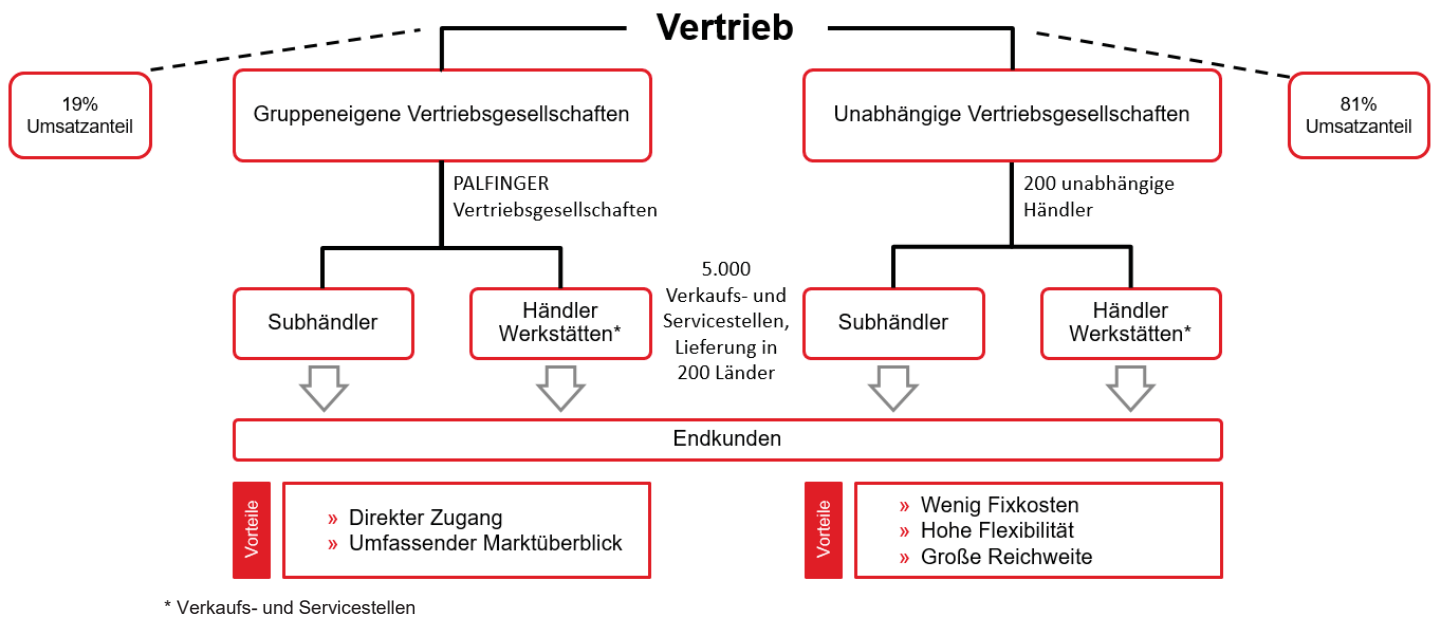 Vertrieb
19%
Umsatzanteil
Gruppeneigene Vertriebsgesellschaften
Unabhängige Vertriebsgesellschaften
81%
Umsatzanteil
PALFINGER
Vertriebsgesellschaften
200 unabhängige
Händler
Subhändler
Händler
Werkstätten*
5.000
Verkaufs- und
Servicestellen,
Lieferung in
200 Länder
Subhändler
Händler
Werkstätten*
Endkunden
Vorteile
» Direkter Zugang
» Umfassender Marktüberblick
Vorteile
» Wenig Fixkosten
» Hohe Flexibilität
» Große Reichweite
* Verkaufs- und Servicestellen